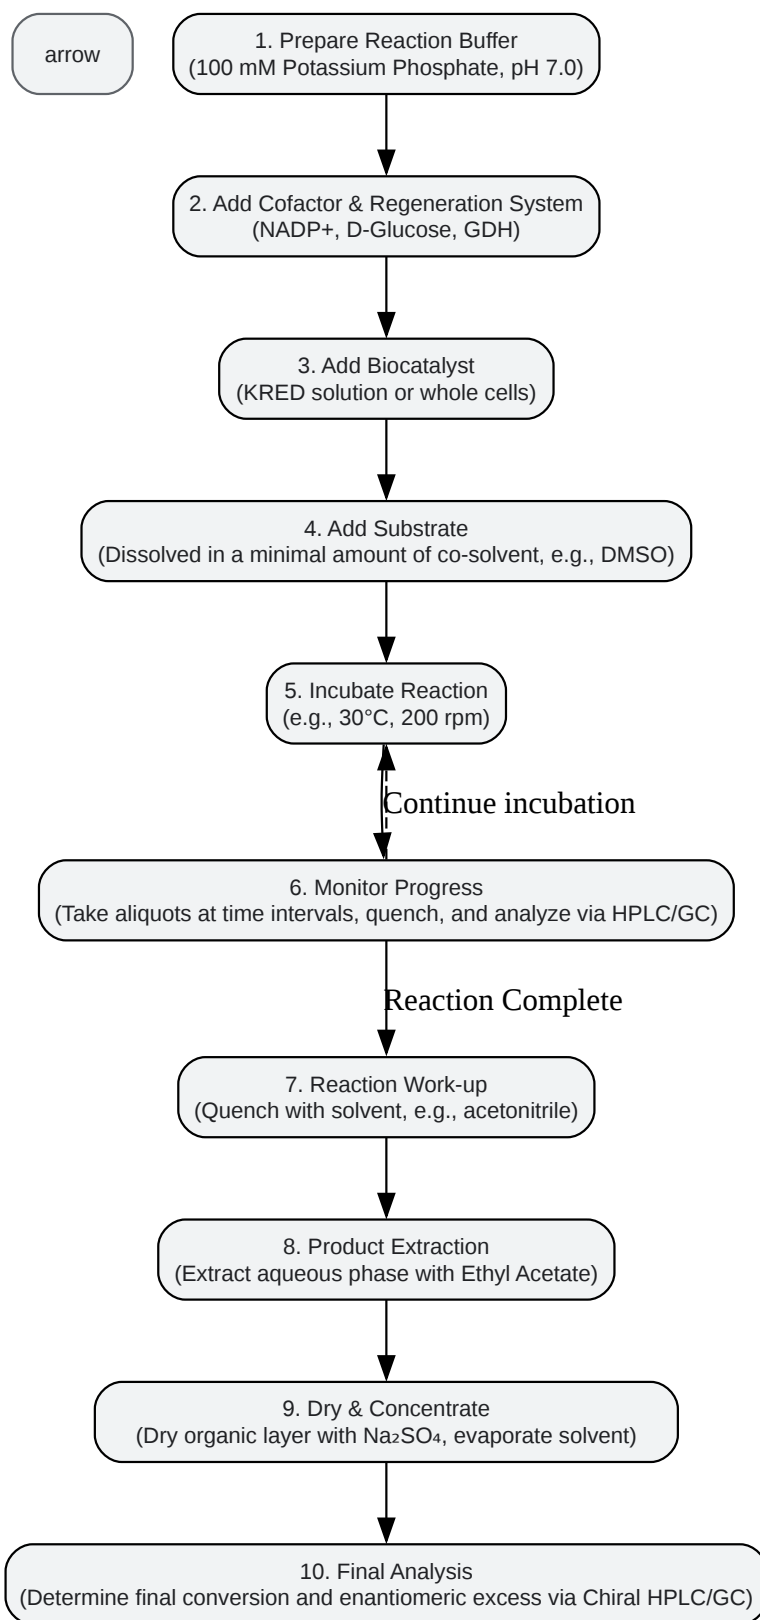 arrow
1. Prepare Reaction Buffer
(100 mM Potassium Phosphate, pH 7.0)
2. Add Cofactor & Regeneration System
(NADP+, D-Glucose, GDH)
3. Add Biocatalyst
(KRED solution or whole cells)
4. Add Substrate
(Dissolved in a minimal amount of co-solvent, e.g., DMSO)
5. Incubate Reaction
(e.g., 30°C, 200 rpm)
Continue incubation
6. Monitor Progress
(Take aliquots at time intervals, quench, and analyze via HPLC/GC)
Reaction Complete
7. Reaction Work-up
(Quench with solvent, e.g., acetonitrile)
8. Product Extraction
(Extract aqueous phase with Ethyl Acetate)
9. Dry & Concentrate
(Dry organic layer with Na₂SO₄, evaporate solvent)
10. Final Analysis
(Determine final conversion and enantiomeric excess via Chiral HPLC/GC)